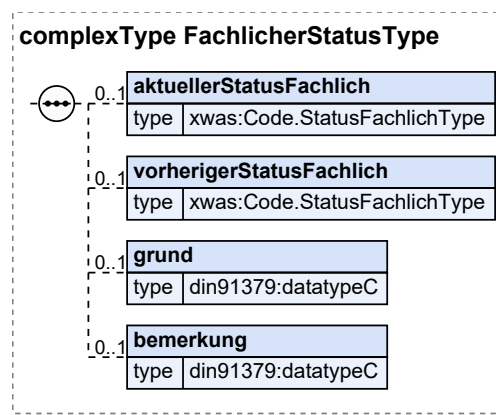 complexType FachlicherStatusType
0..1 aktuellerStatusFachlich
type xwas:Code.StatusFachlichType
0..1 vorherigerStatusFachlich
type xwas:Code.StatusFachlichType
0..1 grund
type din91379:datatypeC
0..1 bemerkung
type din91379:datatypeC